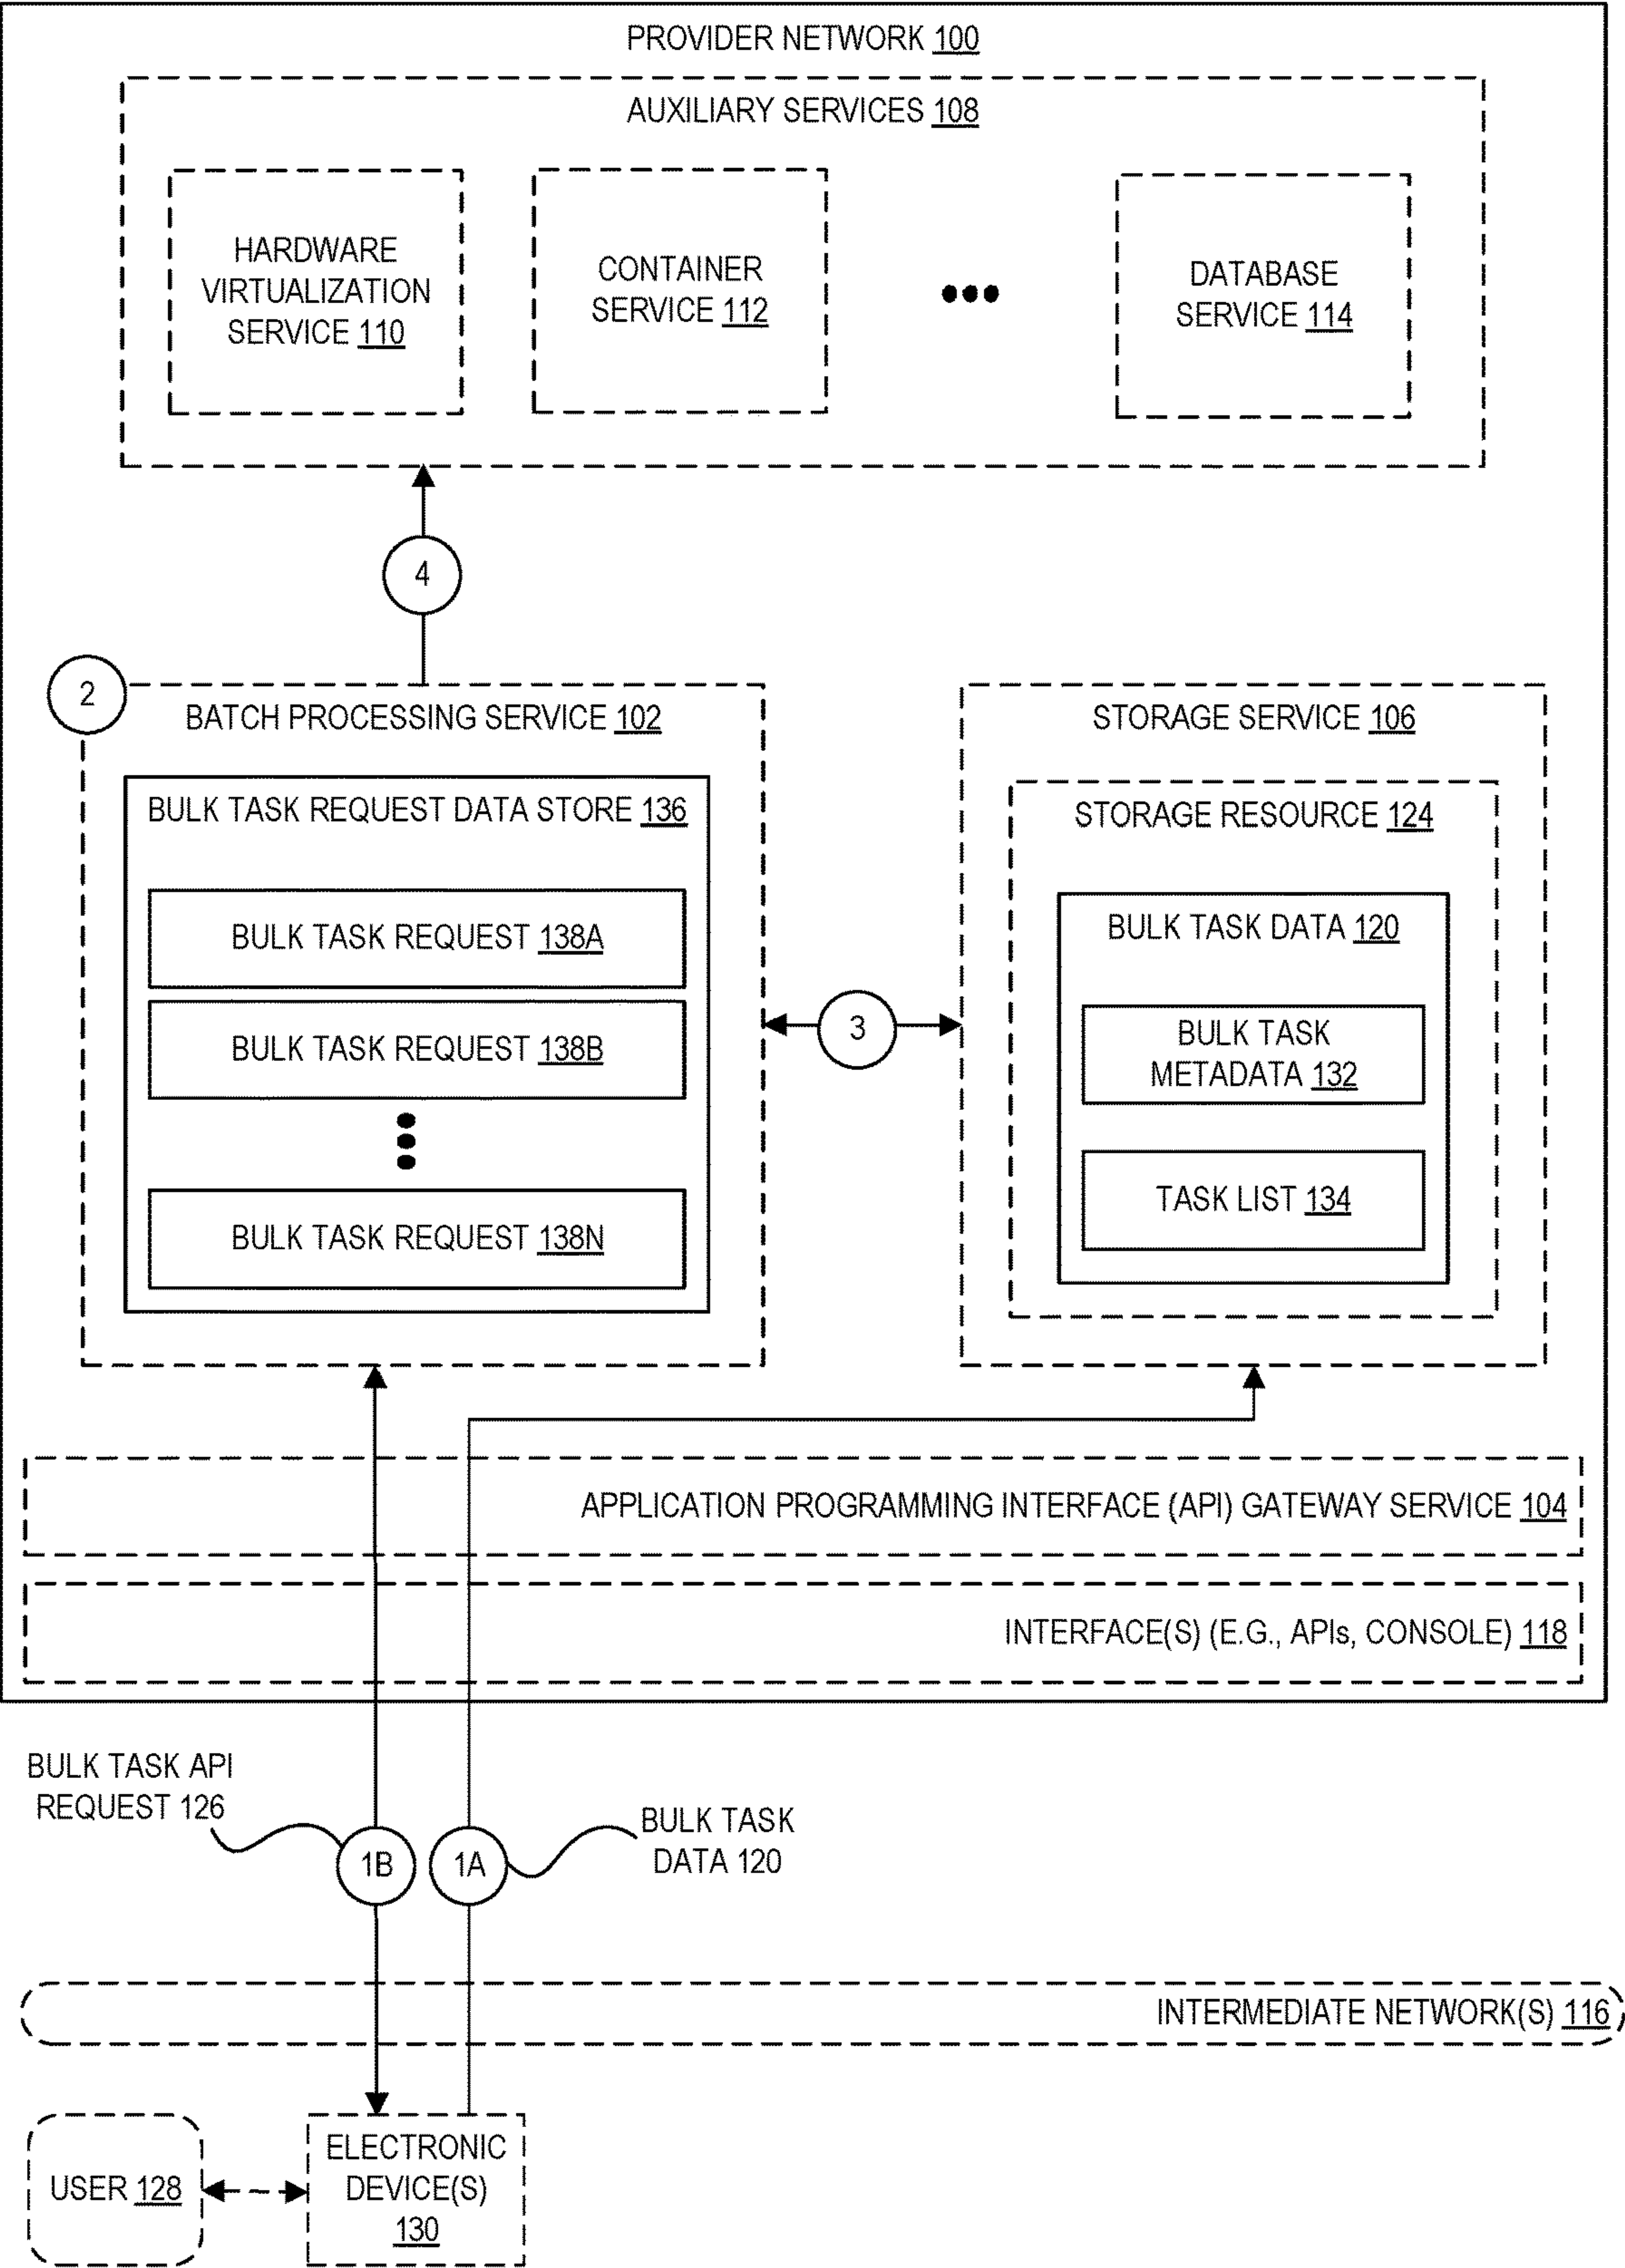 PROVIDER NETWORK 100
AUXILIARY SERVICES 108
HARDWARE
VIRTUALIZATION
SERVICE 110
CONTAINER
SERVICE 112
DATABASE
SERVICE 114
4
2
BATCH PROCESSING SERVICE 102
BULK TASK REQUEST DATA STORE 136
BULK TASK REQUEST 138A
BULK TASK REQUEST 138B
BULK TASK REQUEST 138N
3
STORAGE SERVICE 106
STORAGE RESOURCE 124
BULK TASK DATA 120
BULK TASK
METADATA 132
TASK LIST 134
APPLICATION PROGRAMMING INTERFACE (API) GATEWAY SERVICE 104
INTERFACE(S) (E.G., APIs, CONSOLE) 118
BULK TASK API
REQUEST 126
1B
1A
BULK TASK
DATA 120
INTERMEDIATE NETWORK(S) 116
USER 128
ELECTRONIC
DEVICE(S)
130